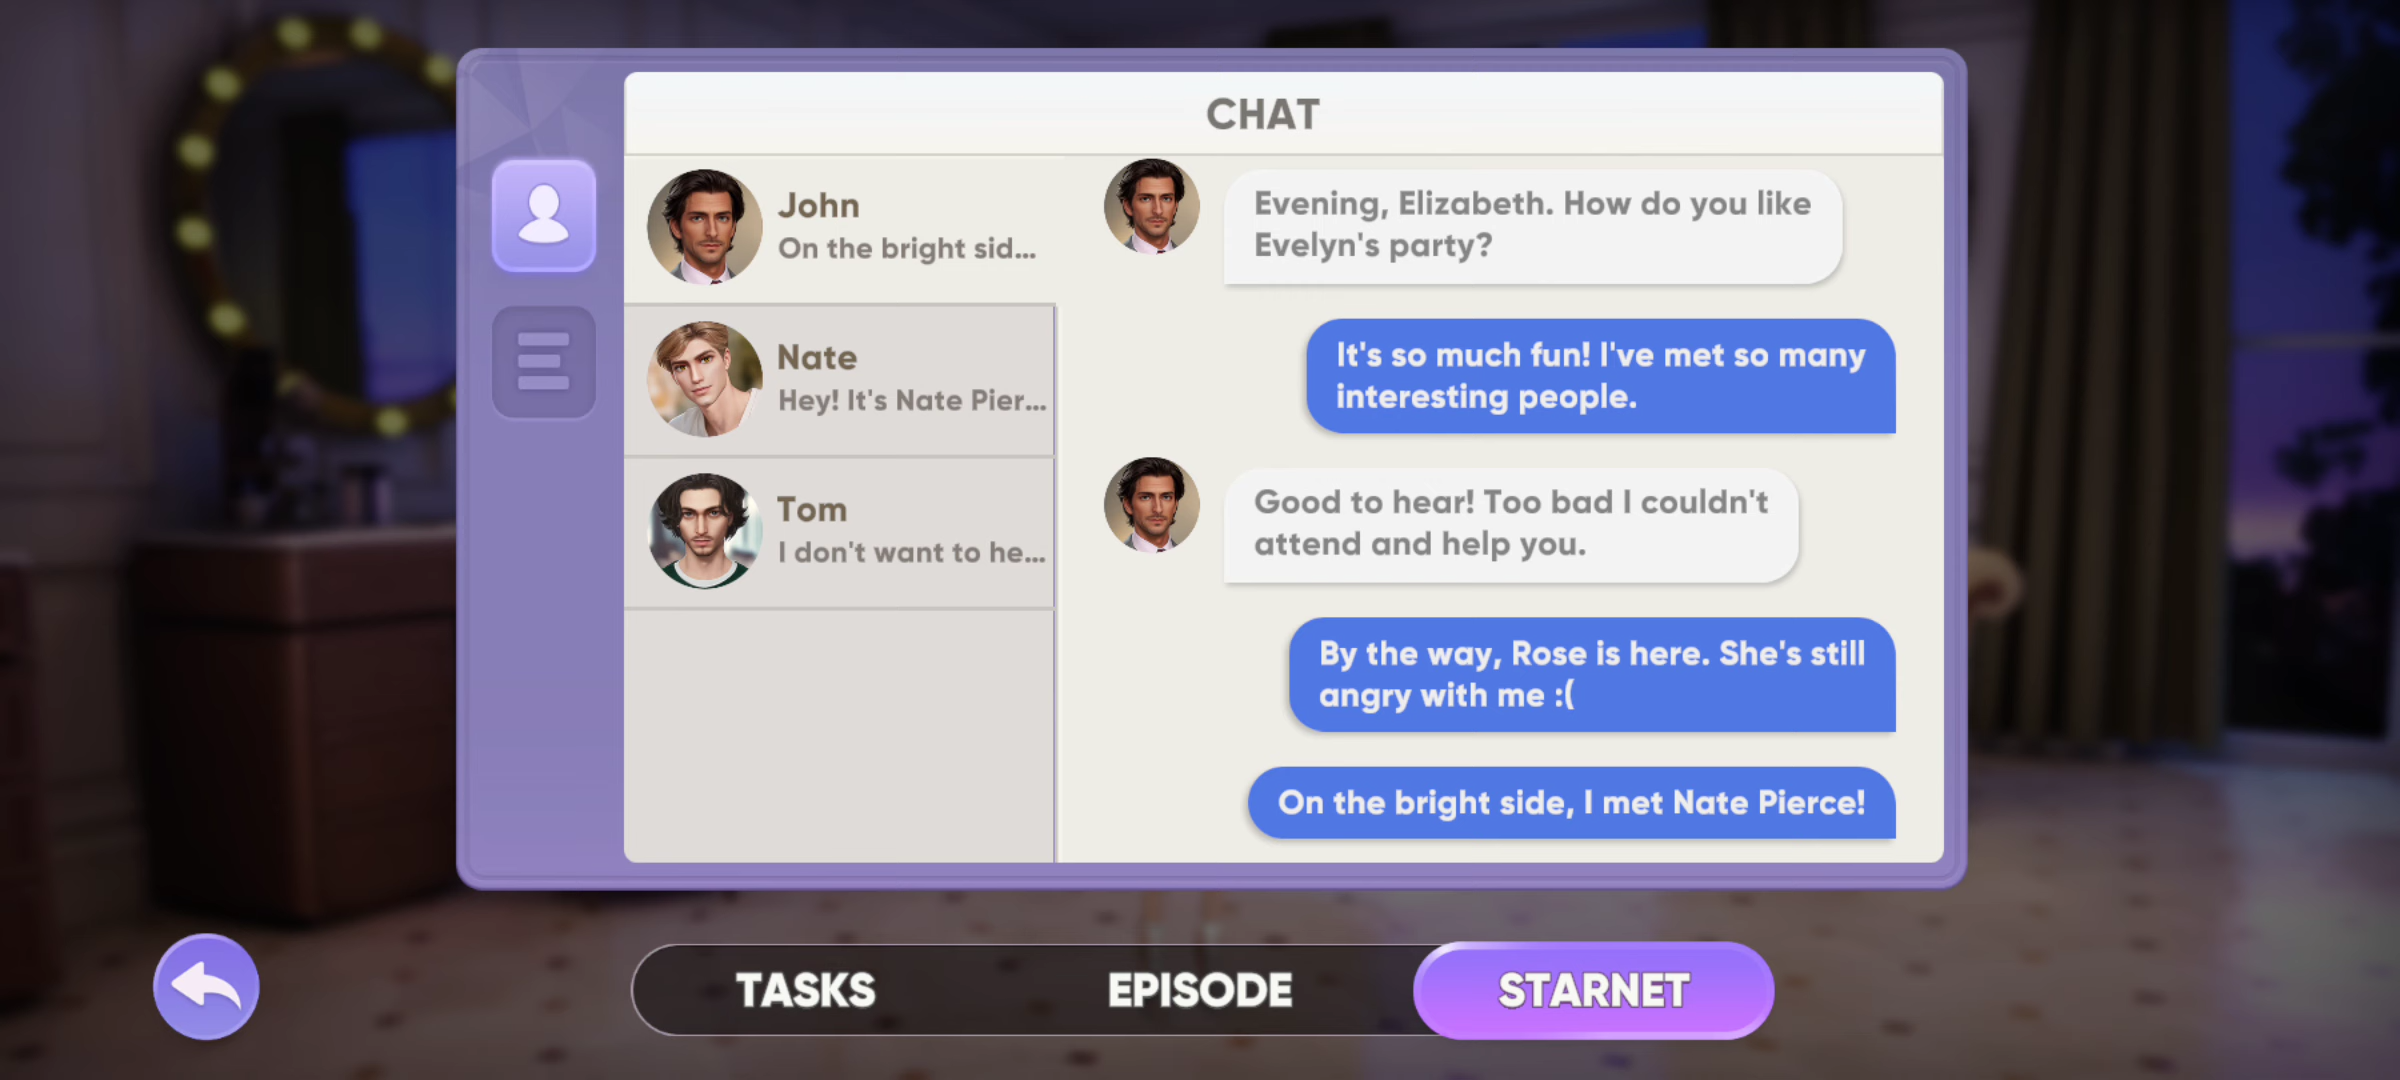 CHAT
John
On the bright sid...
Nate
Hey! It's Nate Pier...
Tom
I don't want to he...
Evening, Elizabeth. How do you like
Evelyn's party?
It's so much fun! I've met so many
interesting people.
Good to hear! Too bad I couldn't
attend and help you.
By the way, Rose is here. She's still
angry with me :(
On the bright side, I met Nate Pierce!
TASKS
EPISODE
STARNET